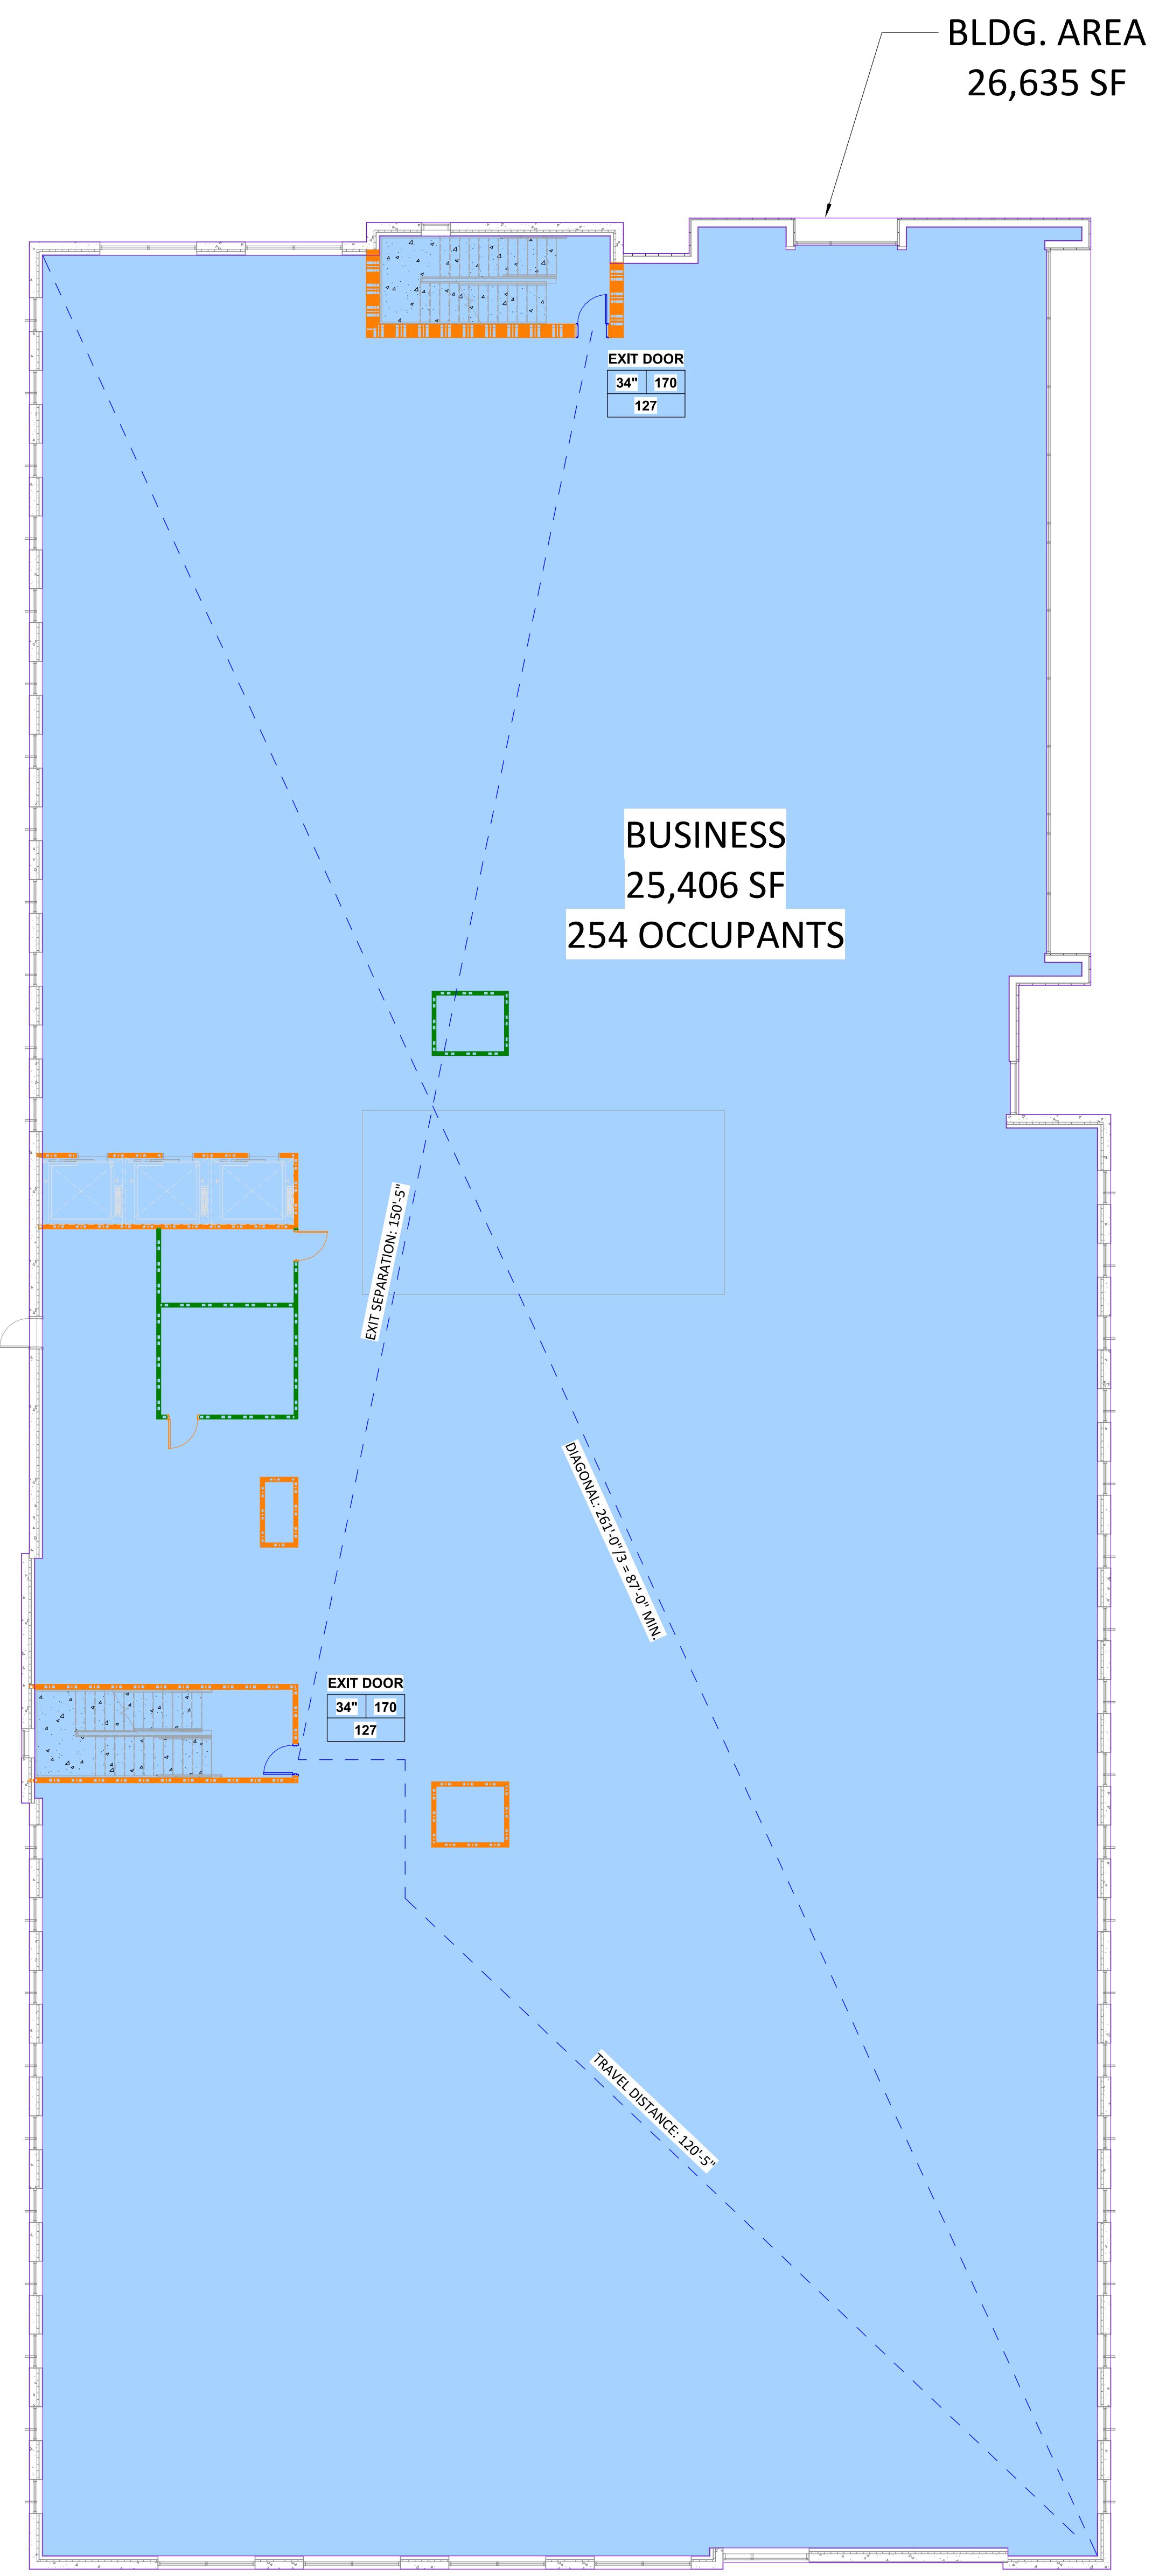 BLDG. AREA
26,635 SF
EXIT DOOR
34" 170
127
BUSINESS
25,406 SF
254 OCCUPANTS
EXIT SEPARATION: 150'-5"
DIAGONAL: 261'-0"/3 = 87'-0" MIN.
EXIT DOOR
34" 170
127
TRAVEL DISTANCE: 120'-5"